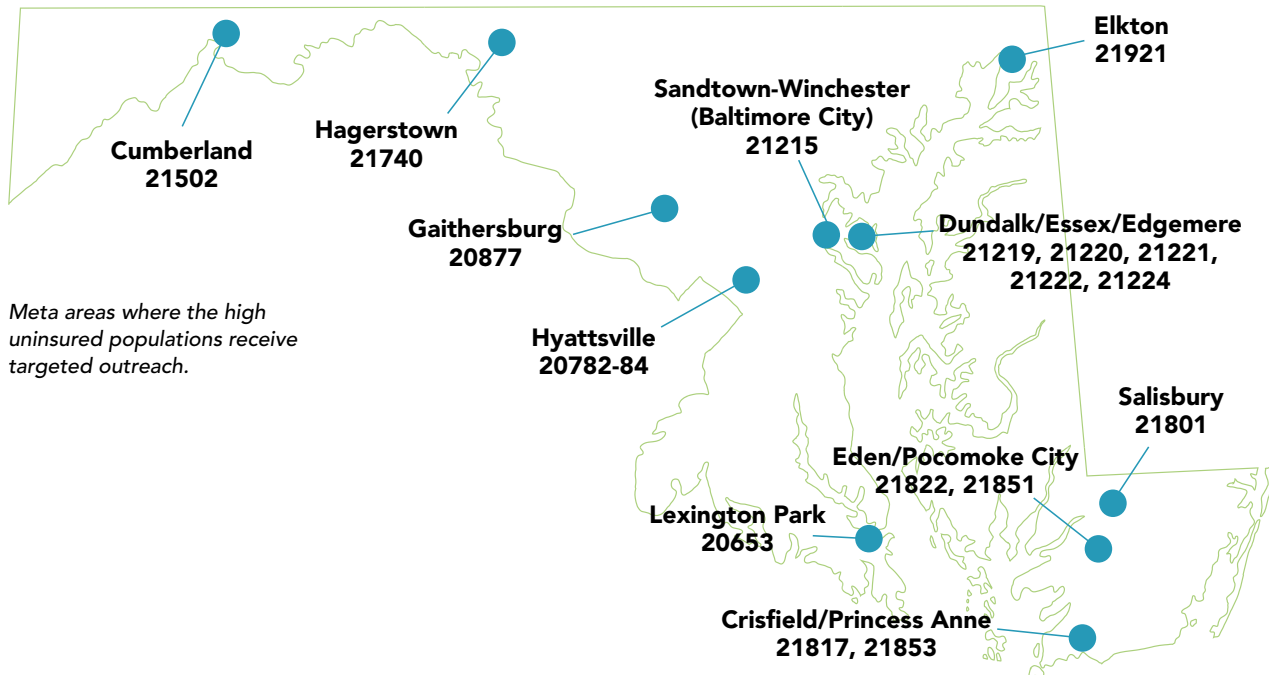 Elkton
21921
Sandtown-Winchester
(Baltimore City)
21215
Hagerstown
21740
Cumberland
21502
Gaithersburg
20877
Dundalk/Essex/Edgemere
21219, 21220, 21221,
21222, 21224
Meta areas where the high
uninsured populations receive
targeted outreach.
Hyattsville
20782-84
Salisbury
21801
Eden/Pocomoke City
21822, 21851
Lexington Park
20653
Crisfield/Princess Anne
21817, 21853